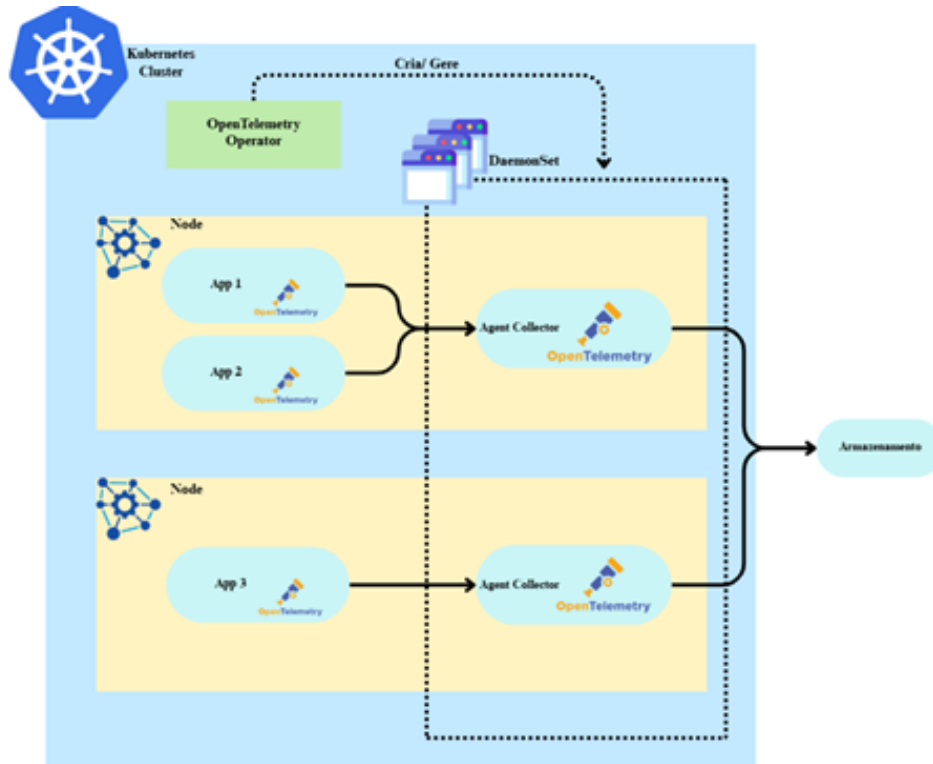 Kubernetes
Cluster
Cria/ Gere
OpenTelemetry
Operator
DaemonSet
Node
App 1
OpenTelemetry
App 2
OpenTelemetry
Agent Collector
OpenTelemetry
Armazenamento
Node
App 3
OpenTelemetry
Agent Collector
OpenTelemetry